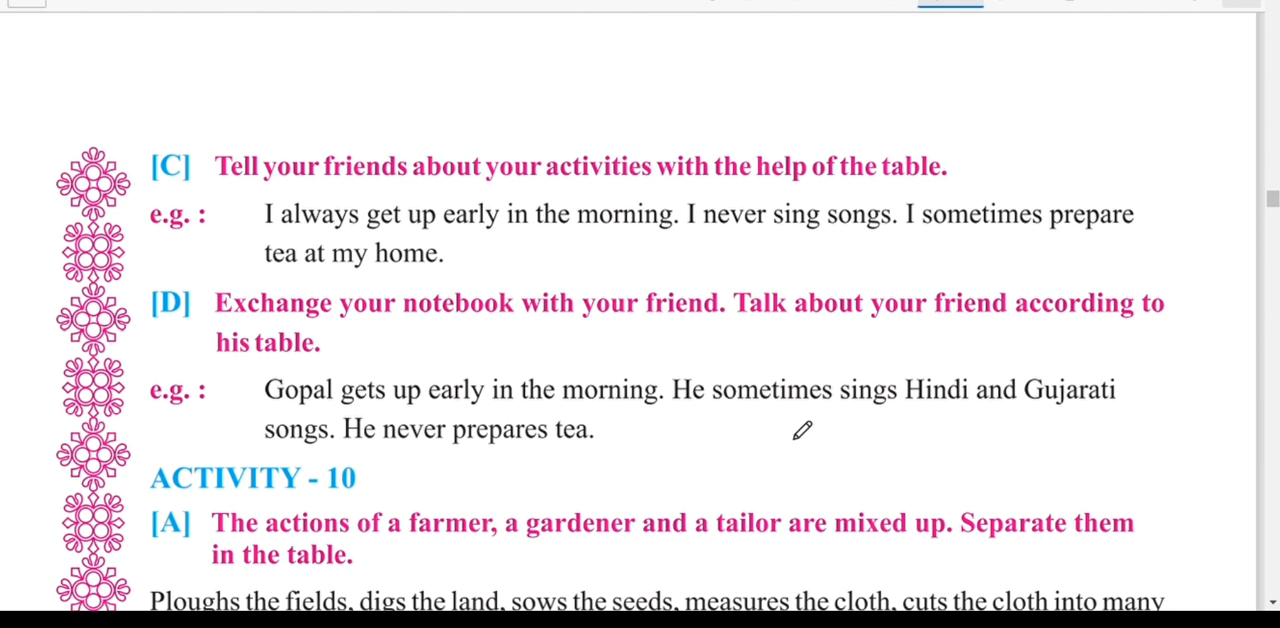 [C] Tell your friends about your activities with the help of the table.
e.g. : I always get up early in the morning. I never sing songs. I sometimes prepare
tea at my home.
[D] Exchange your notebook with your friend. Talk about your friend according to
his table.
e.g. : Gopal gets up early in the morning. He sometimes sings Hindi and Gujarati
songs. He never prepares tea.
ACTIVITY - 10
[A] The actions of a farmer, a gardener and a tailor are mixed up. Separate them
in the table.
Ploughs the fields, digs the land, sows the seeds, measures the cloth, cuts the cloth into many